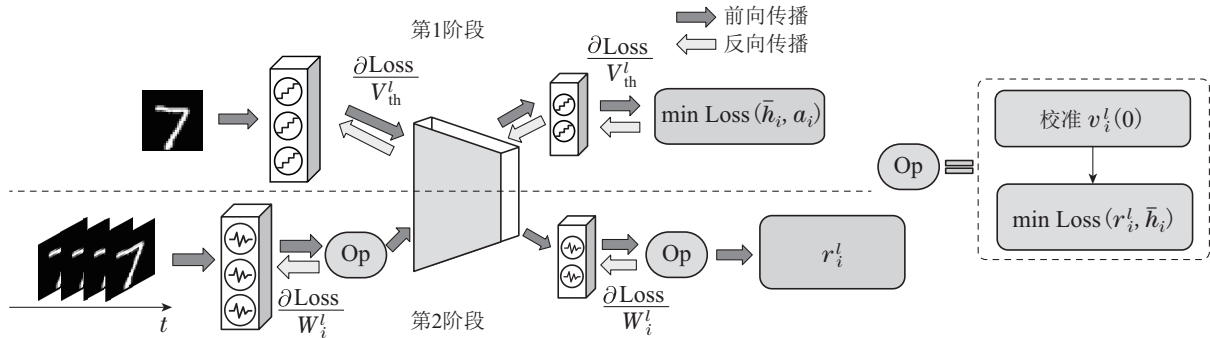 第1阶段
前向传播
反向传播
∂Loss/V_th^l
∂Loss/V_th^l
min Loss(h̄_i, a_i)
校准 v_i^l(0)
Op
min Loss(r_i^l, h̄_i)
Op
Op
r_i^l
t
∂Loss/W_i^l
第2阶段
∂Loss/W_i^l